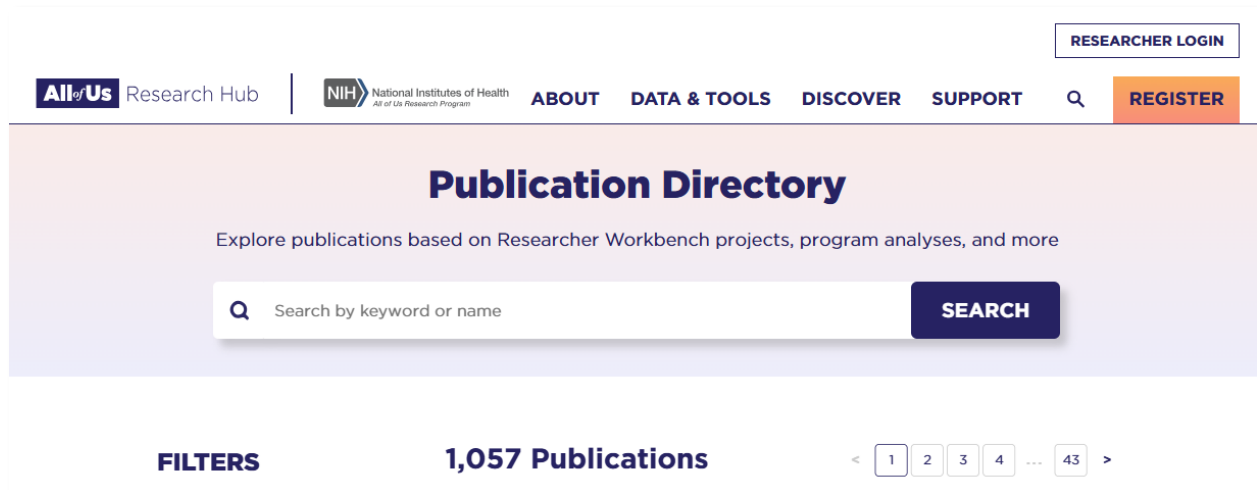 RESEARCHER LOGIN
All of Us Research Hub
NIH National Institutes of Health
All of Us Research Program
ABOUT DATA & TOOLS DISCOVER SUPPORT REGISTER
Publication Directory
Explore publications based on Researcher Workbench projects, program analyses, and more
Search by keyword or name SEARCH
FILTERS 1,057 Publications < 1 2 3 4 ... 43 >